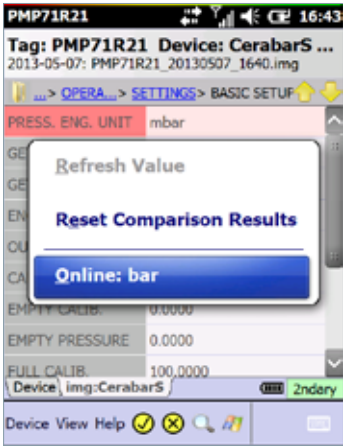 PMP71R21 16:43
Tag: PMP71R21 Device: CerabarS ...
2013-05-07: PMP71R21_20130507_1640.img
...> OPERA...> SETTINGS> BASIC SETUP
PRESS. ENG. UNIT mbar
GE
Refresh Value
GE
EN
Reset Comparison Results
OU
CA
Online: bar
EMPTY CALIB. 0.0000
EMPTY PRESSURE 0.0000
FULL CALIB. 100.0000
Device img:CerabarS 2ndary
Device View Help